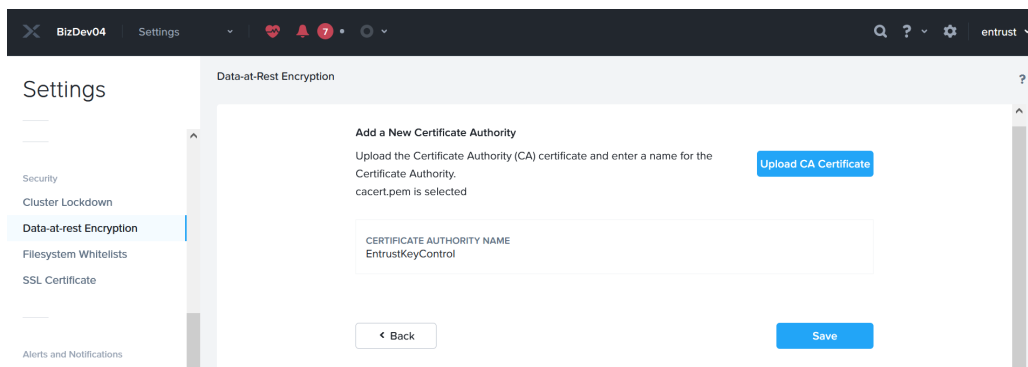 BizDev04 Settings 7 ? entrust
Settings
Security
Cluster Lockdown
Data-at-rest Encryption
Filesystem Whitelists
SSL Certificate
Alerts and Notifications
Data-at-Rest Encryption ?
Add a New Certificate Authority
Upload the Certificate Authority (CA) certificate and enter a name for the
Certificate Authority.
cacert.pem is selected
Upload CA Certificate
CERTIFICATE AUTHORITY NAME
EntrustKeyControl
Back
Save